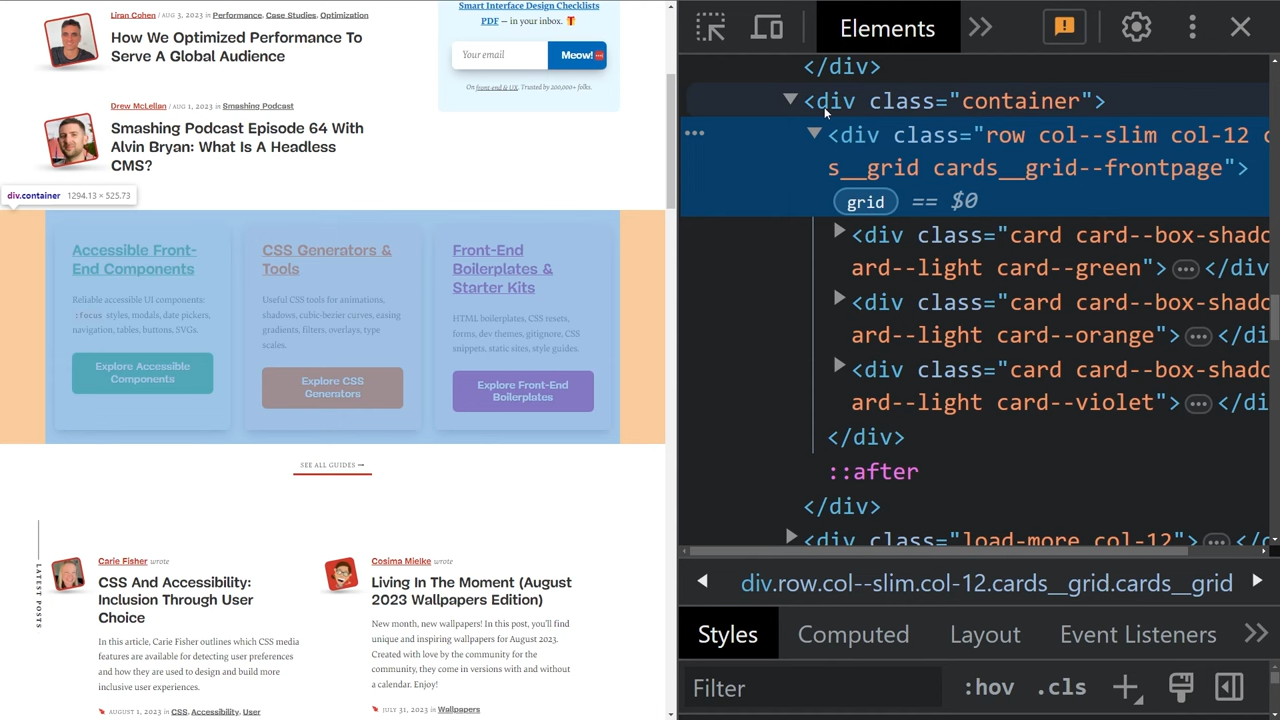 Liran Cohen / AUG 3, 2023 in Performance, Case Studies, Optimization
How We Optimized Performance To
Serve A Global Audience
Drew McLellan / AUG 1, 2023 in Smashing Podcast
Smashing Podcast Episode 64 With
Alvin Bryan: What Is A Headless
CMS?
Smart Interface Design Checklists
PDF — in your inbox. 🎁
Your email
Meow!
On front-end & UX. Trusted by 200,000+ folks.
div.container 1294.13 × 525.73
Accessible Front-
End Components
Reliable accessible UI components:
:focus styles, modals, date pickers,
navigation, tables, buttons, SVGs.
Explore Accessible
Components
CSS Generators &
Tools
Useful CSS tools for animations,
shadows, cubic-bezier curves, easing
gradients, filters, overlays, type
scales.
Explore CSS
Generators
Front-End
Boilerplates &
Starter Kits
HTML boilerplates, CSS resets,
forms, dev themes, gitignore, CSS
snippets, static sites, style guides.
Explore Front-End
Boilerplates
SEE ALL GUIDES
LATEST POSTS
Carie Fisher wrote
CSS And Accessibility:
Inclusion Through User
Choice
In this article, Carie Fisher outlines which CSS media
features are available for detecting user preferences
and how they are used to design and build more
inclusive user experiences.
AUGUST 1, 2023 in CSS, Accessibility, User
Cosima Mielke wrote
Living In The Moment (August
2023 Wallpapers Edition)
New month, new wallpapers! In this post, you'll find
unique and inspiring wallpapers for August 2023.
Created with love by the community for the
community, they come in versions with and without
a calendar. Enjoy!
JULY 31, 2023 in Wallpapers
Elements
</div>
<div class="container">
<div class="row col--slim col-12 c
s__grid cards__grid--frontpage">
grid == $0
<div class="card card--box-shado
ard--light card--green">…</div
<div class="card card--box-shado
ard--light card--orange">…</di
<div class="card card--box-shado
ard--light card--violet">…</di
</div>
::after
</div>
<div class="load-more col-12">…</d
div.row.col--slim.col-12.cards__grid.cards__grid
Styles Computed Layout Event Listeners
Filter :hov .cls